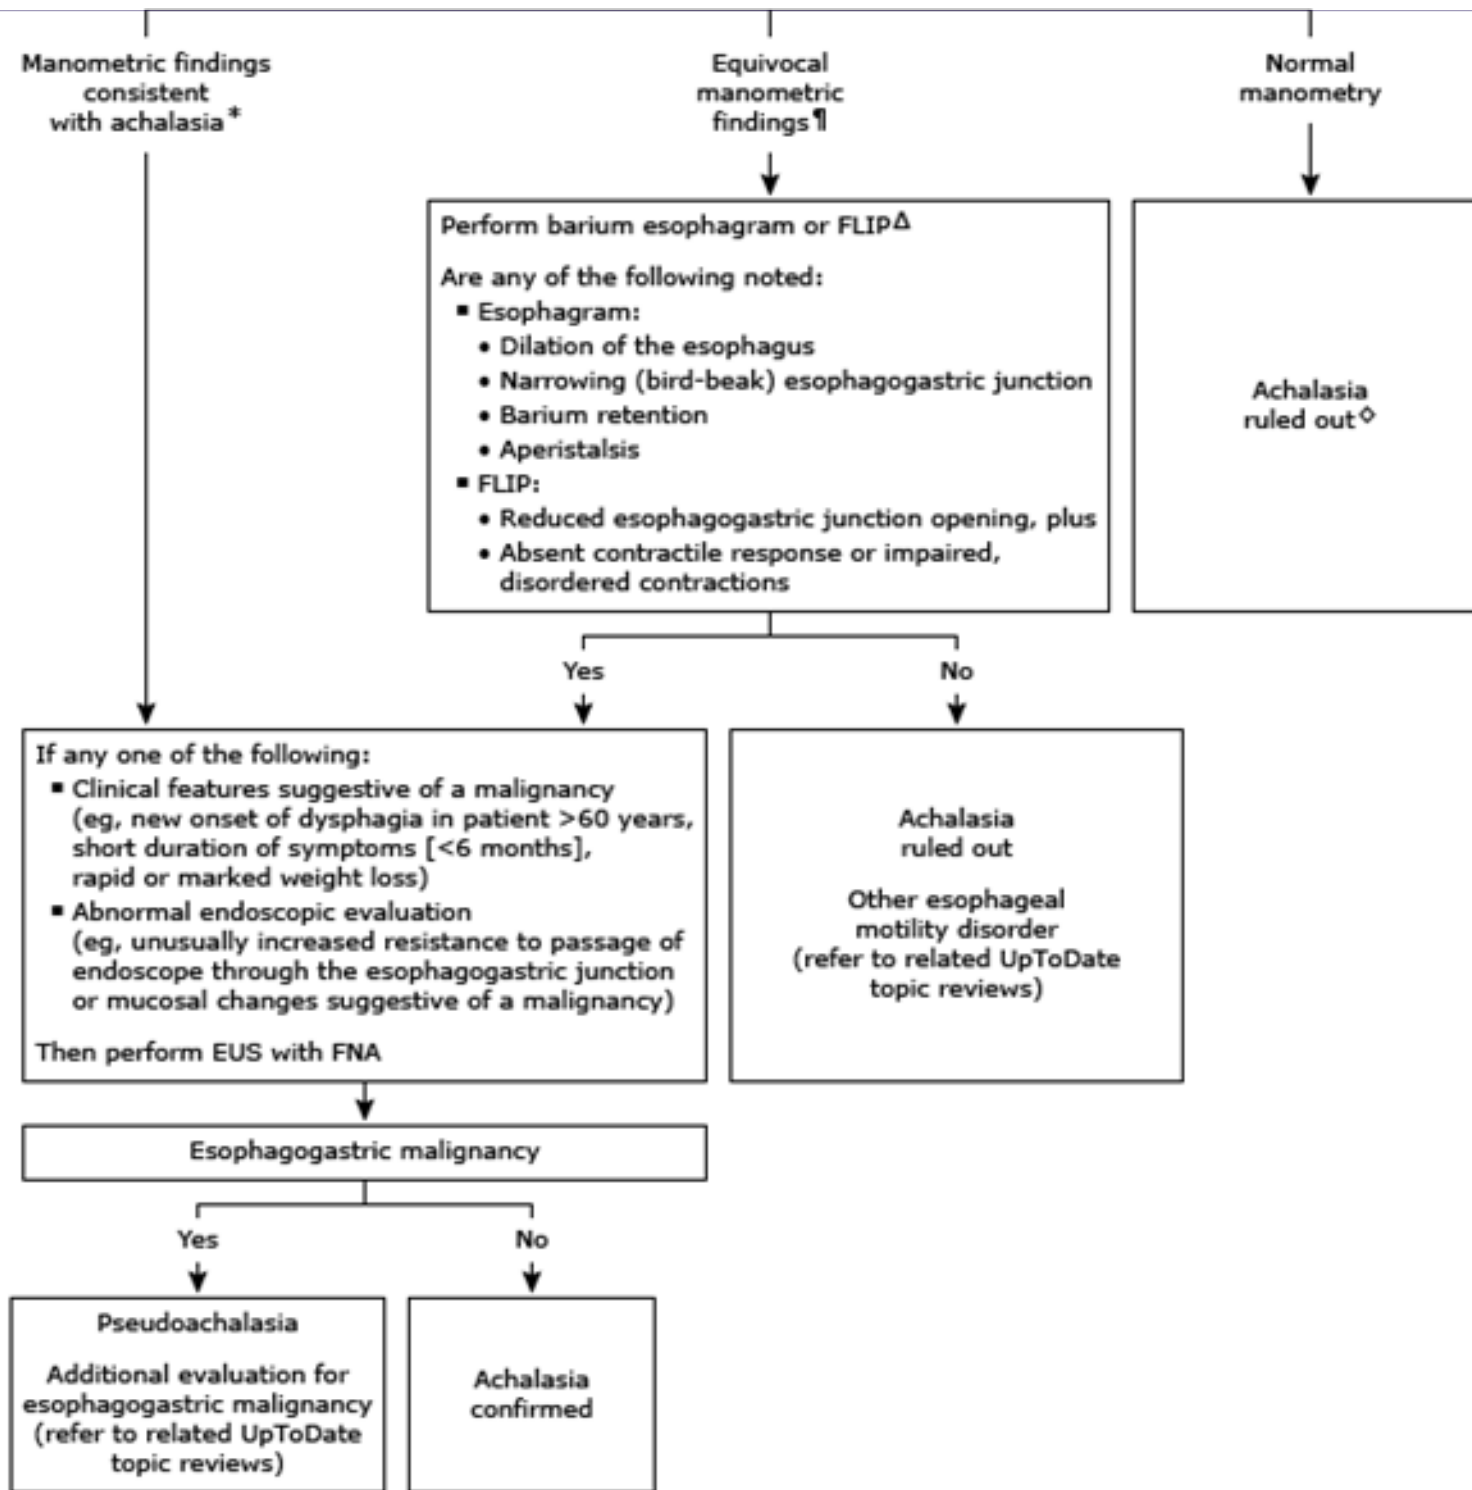 Manometric findings
consistent
with achalasia*
Equivocal
manometric
findings¶
Normal
manometry
Perform barium esophagram or FLIPΔ
Are any of the following noted:
▪ Esophagram:
• Dilation of the esophagus
• Narrowing (bird-beak) esophagogastric junction
• Barium retention
• Aperistalsis
▪ FLIP:
• Reduced esophagogastric junction opening, plus
• Absent contractile response or impaired,
disordered contractions
Achalasia
ruled out◇
Yes
No
If any one of the following:
▪ Clinical features suggestive of a malignancy
(eg, new onset of dysphagia in patient >60 years,
short duration of symptoms [<6 months],
rapid or marked weight loss)
▪ Abnormal endoscopic evaluation
(eg, unusually increased resistance to passage of
endoscope through the esophagogastric junction
or mucosal changes suggestive of a malignancy)
Then perform EUS with FNA
Achalasia
ruled out
Other esophageal
motility disorder
(refer to related UpToDate
topic reviews)
Esophagogastric malignancy
Yes
No
Pseudoachalasia
Additional evaluation for
esophagogastric malignancy
(refer to related UpToDate
topic reviews)
Achalasia
confirmed